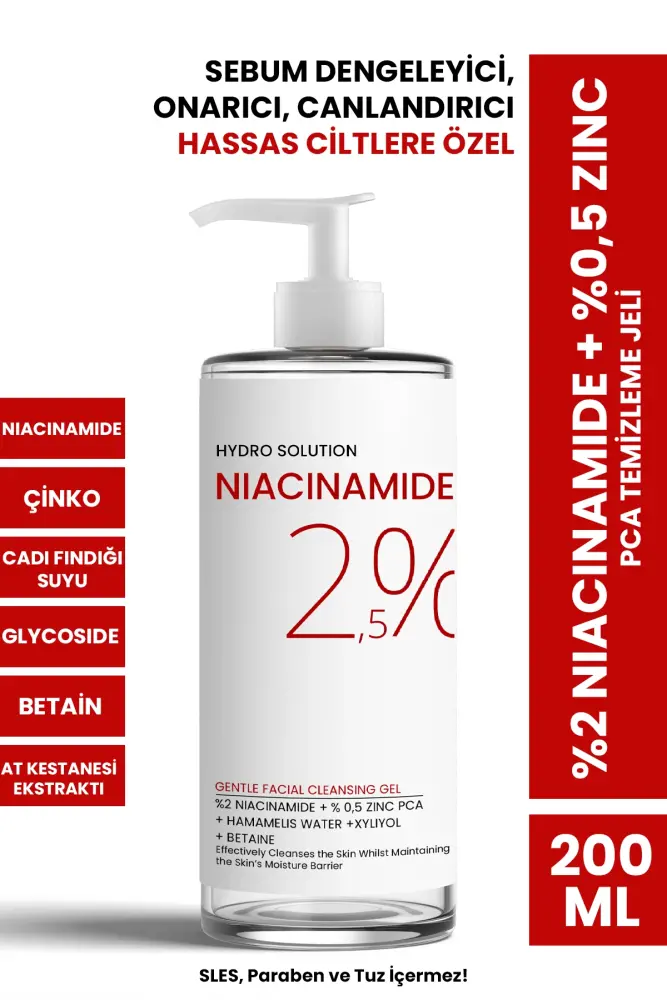 SEBUM DENGELEYİCİ,
ONARICI, CANLANDIRICI
HASSAS CİLTLERE ÖZEL
%2 NIACINAMIDE + %0,5 ZINC
PCA TEMİZLEME JELİ
NIACINAMIDE
ÇİNKO
CADI FINDIĞI
SUYU
GLYCOSIDE
BETAİN
AT KESTANESİ
EKSTRAKTI
HYDRO SOLUTION
NIACINAMIDE
2,5%
GENTLE FACIAL CLEANSING GEL
%2 NIACINAMIDE + % 0,5 ZINC PCA
+ HAMAMELIS WATER +XYLIYOL
+ BETAINE
Effectively Cleanses the Skin Whilst Maintaining
the Skin's Moisture Barrier
200
ML
SLES, Paraben ve Tuz İçermez!